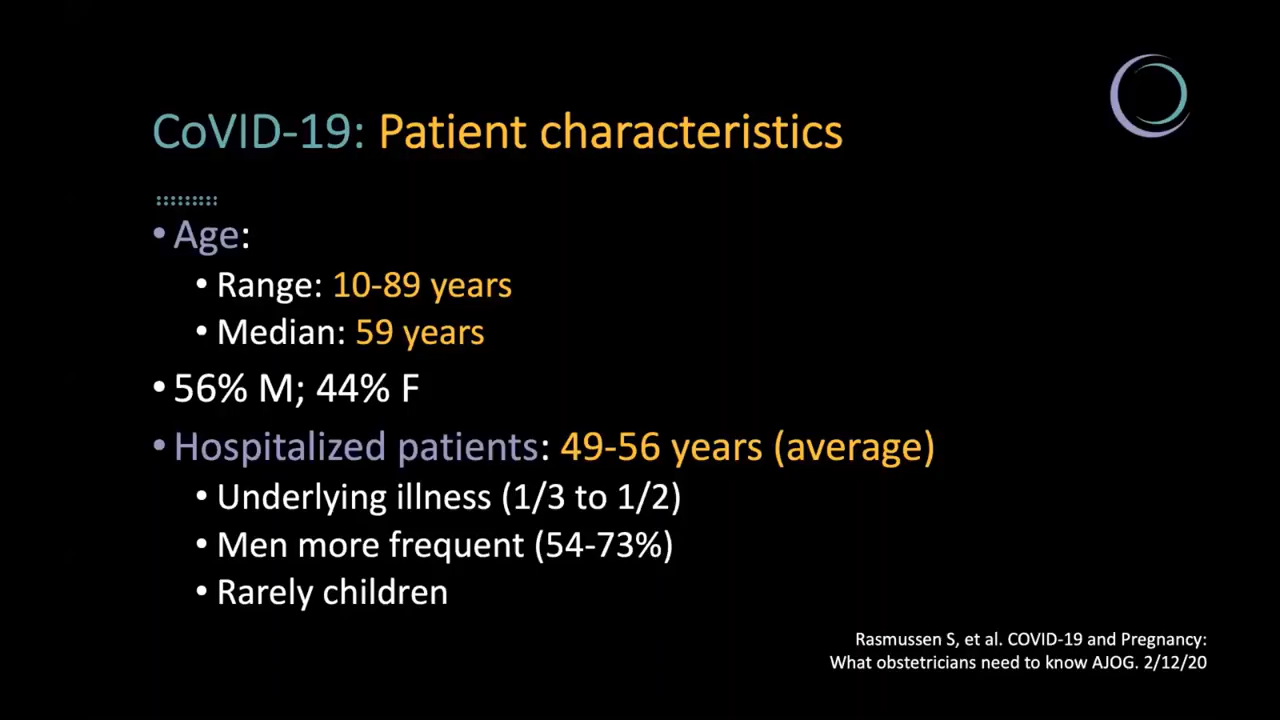 CoVID-19: Patient characteristics
• Age:
• Range: 10-89 years
• Median: 59 years
• 56% M; 44% F
• Hospitalized patients: 49-56 years (average)
• Underlying illness (1/3 to 1/2)
• Men more frequent (54-73%)
• Rarely children
Rasmussen S, et al. COVID-19 and Pregnancy:
What obstetricians need to know AJOG. 2/12/20